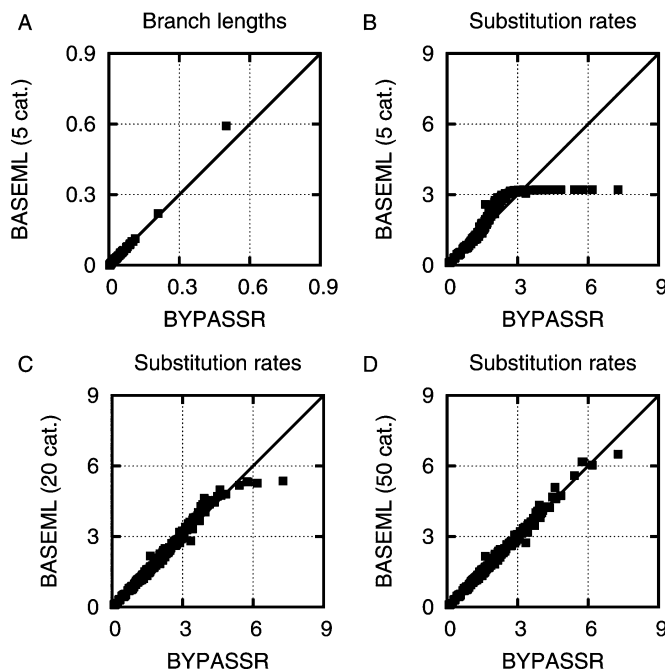 A
Branch lengths
BASEML (5 cat.)
0.9
0.6
0.3
0
0 0.3 0.6 0.9
BYPASSR
B
Substitution rates
BASEML (5 cat.)
9
6
3
0
0 3 6 9
BYPASSR
C
Substitution rates
BASEML (20 cat.)
9
6
3
0
0 3 6 9
BYPASSR
D
Substitution rates
BASEML (50 cat.)
9
6
3
0
0 3 6 9
BYPASSR